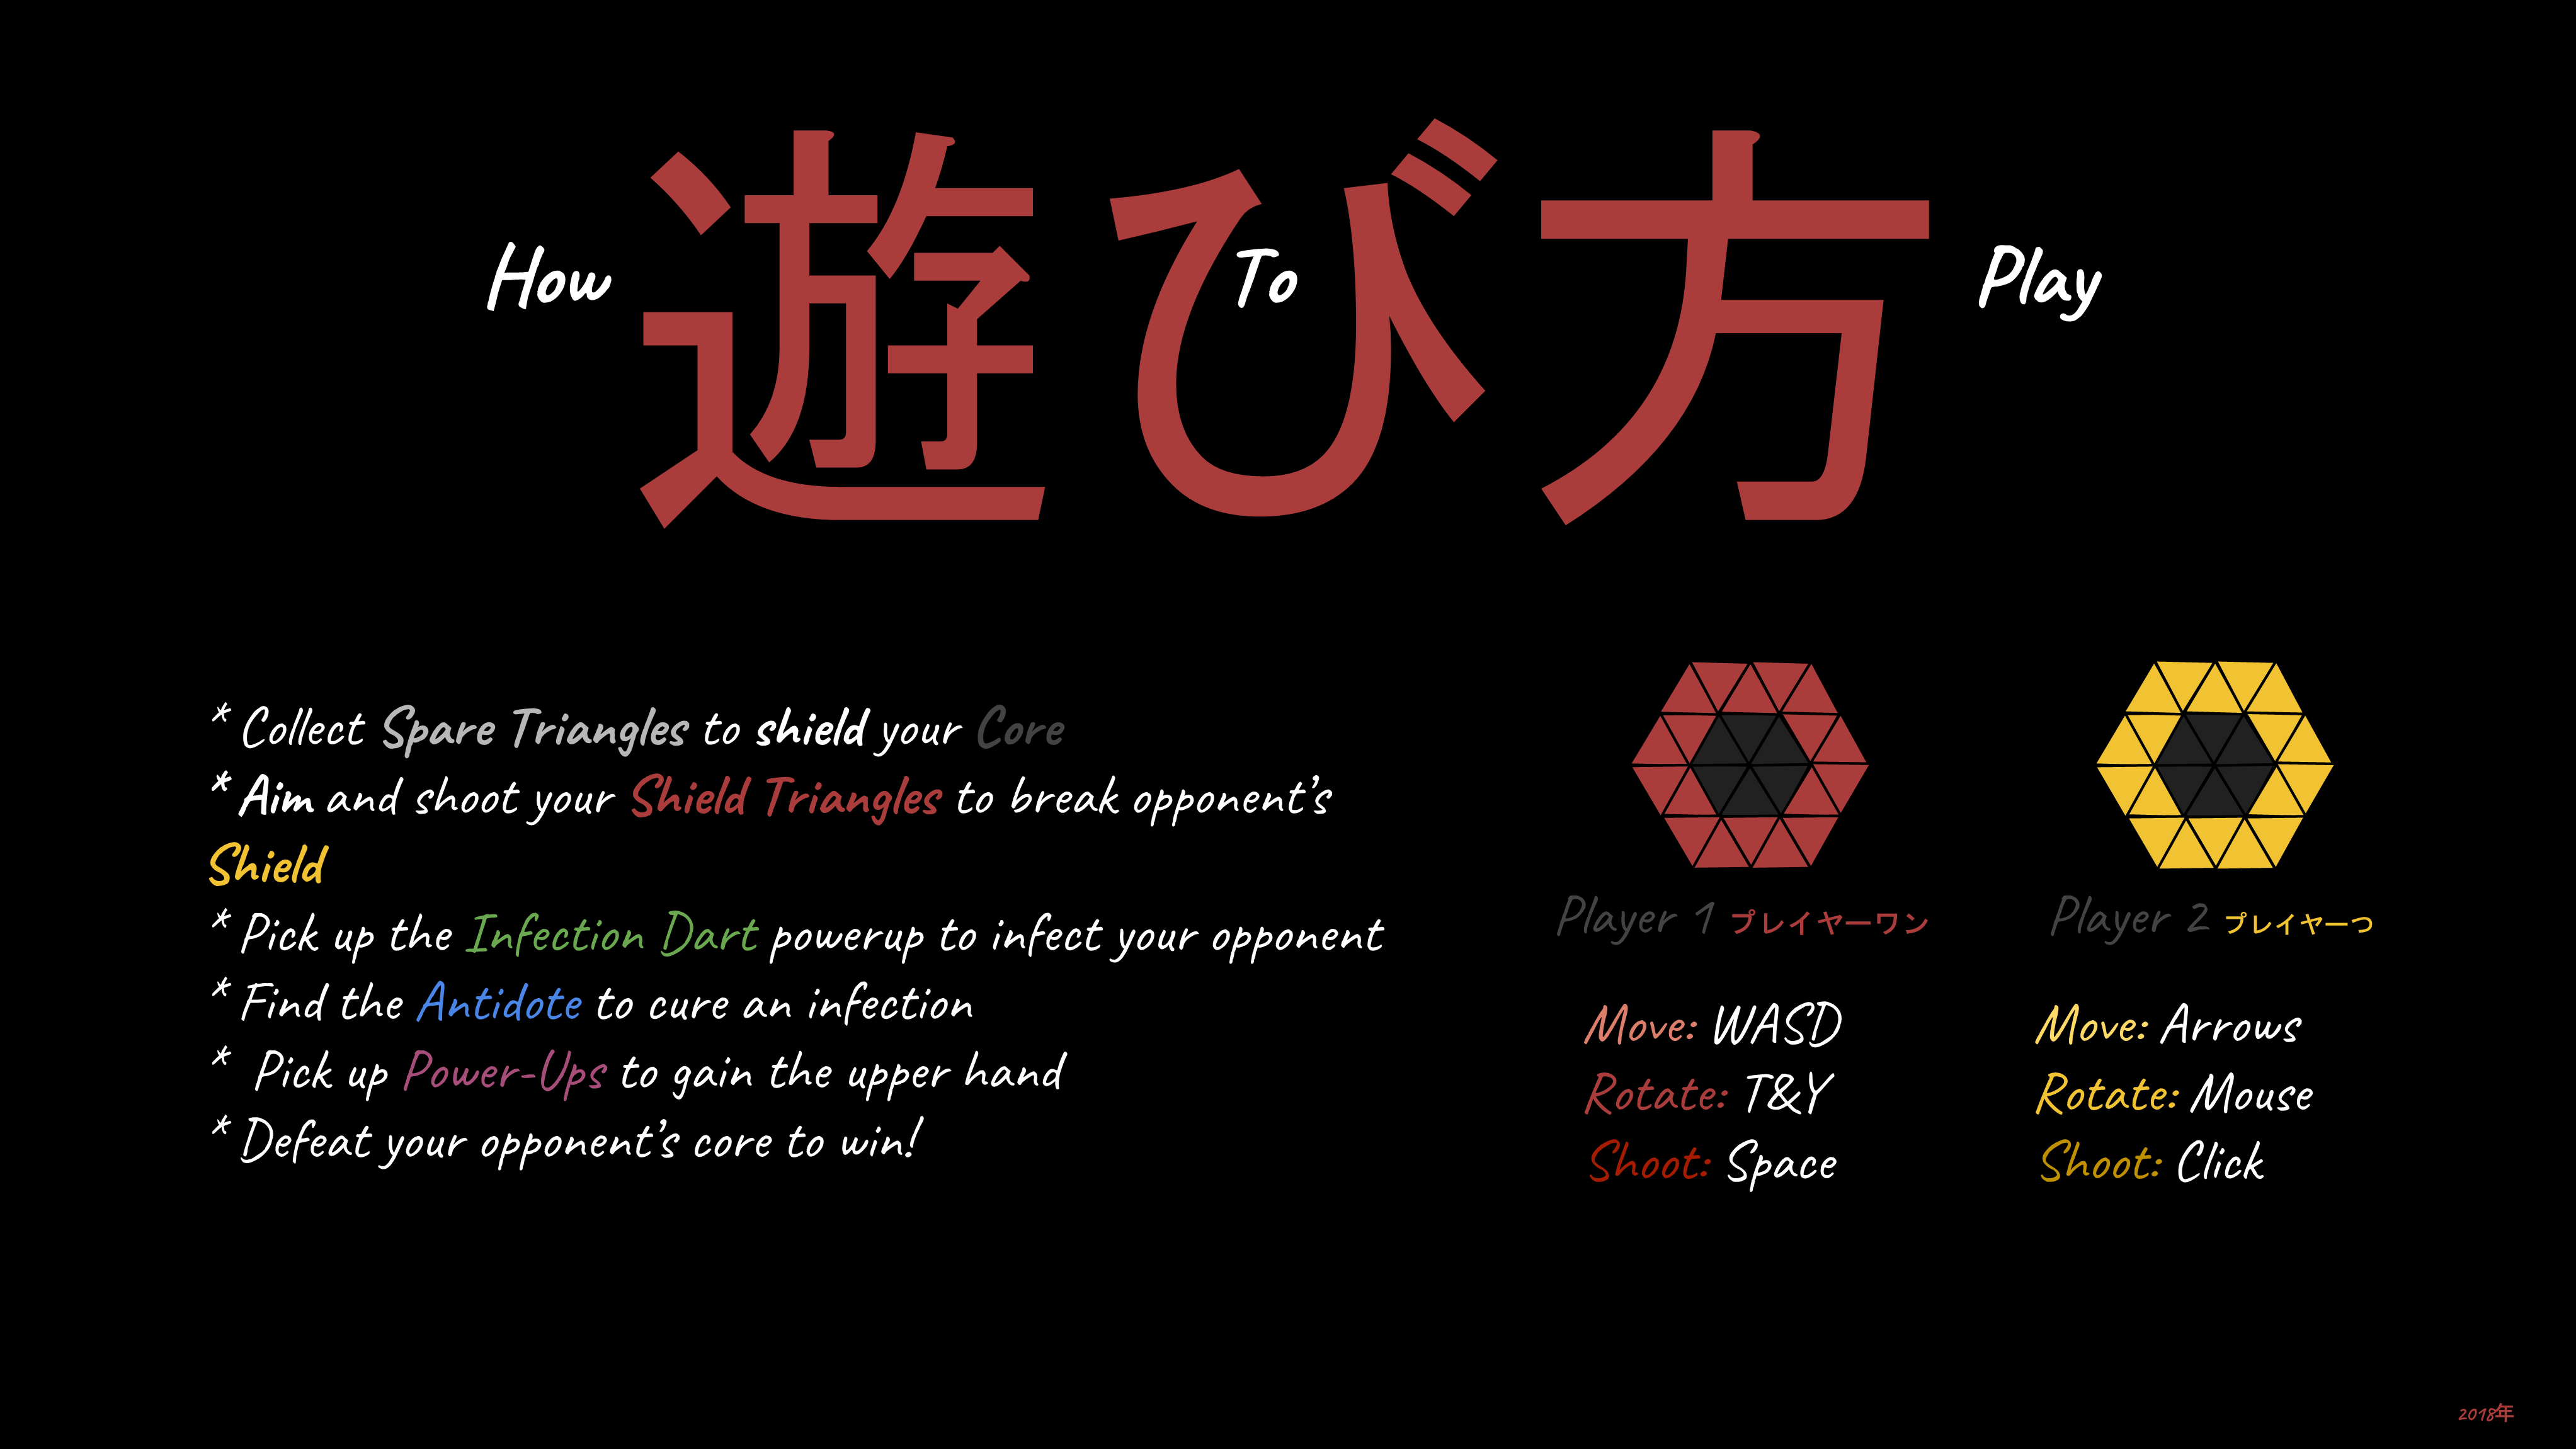 How 遊び方 To Play
* Collect Spare Triangles to shield your Core
* Aim and shoot your Shield Triangles to break opponent's
Shield
* Pick up the Infection Dart powerup to infect your opponent
* Find the Antidote to cure an infection
* Pick up Power-Ups to gain the upper hand
* Defeat your opponent's core to win!
Player 1 プレイヤーワン
Move: WASD
Rotate: T&Y
Shoot: Space
Player 2 プレイヤーつ
Move: Arrows
Rotate: Mouse
Shoot: Click
2018年